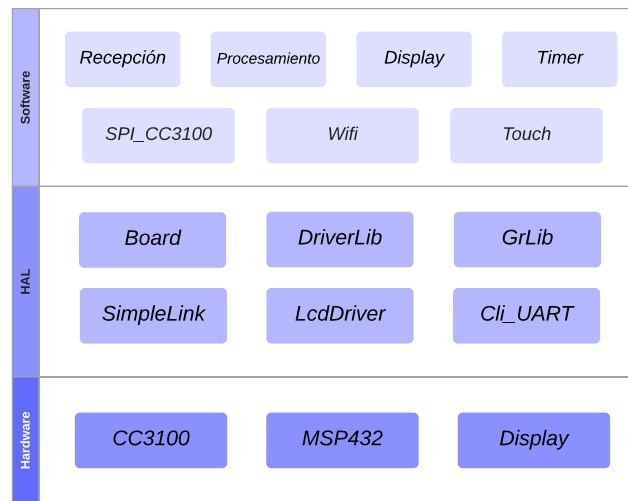 Software
Recepción
Procesamiento
Display
Timer
SPI_CC3100
Wifi
Touch
HAL
Board
DriverLib
GrLib
SimpleLink
LcdDriver
Cli_UART
Hardware
CC3100
MSP432
Display